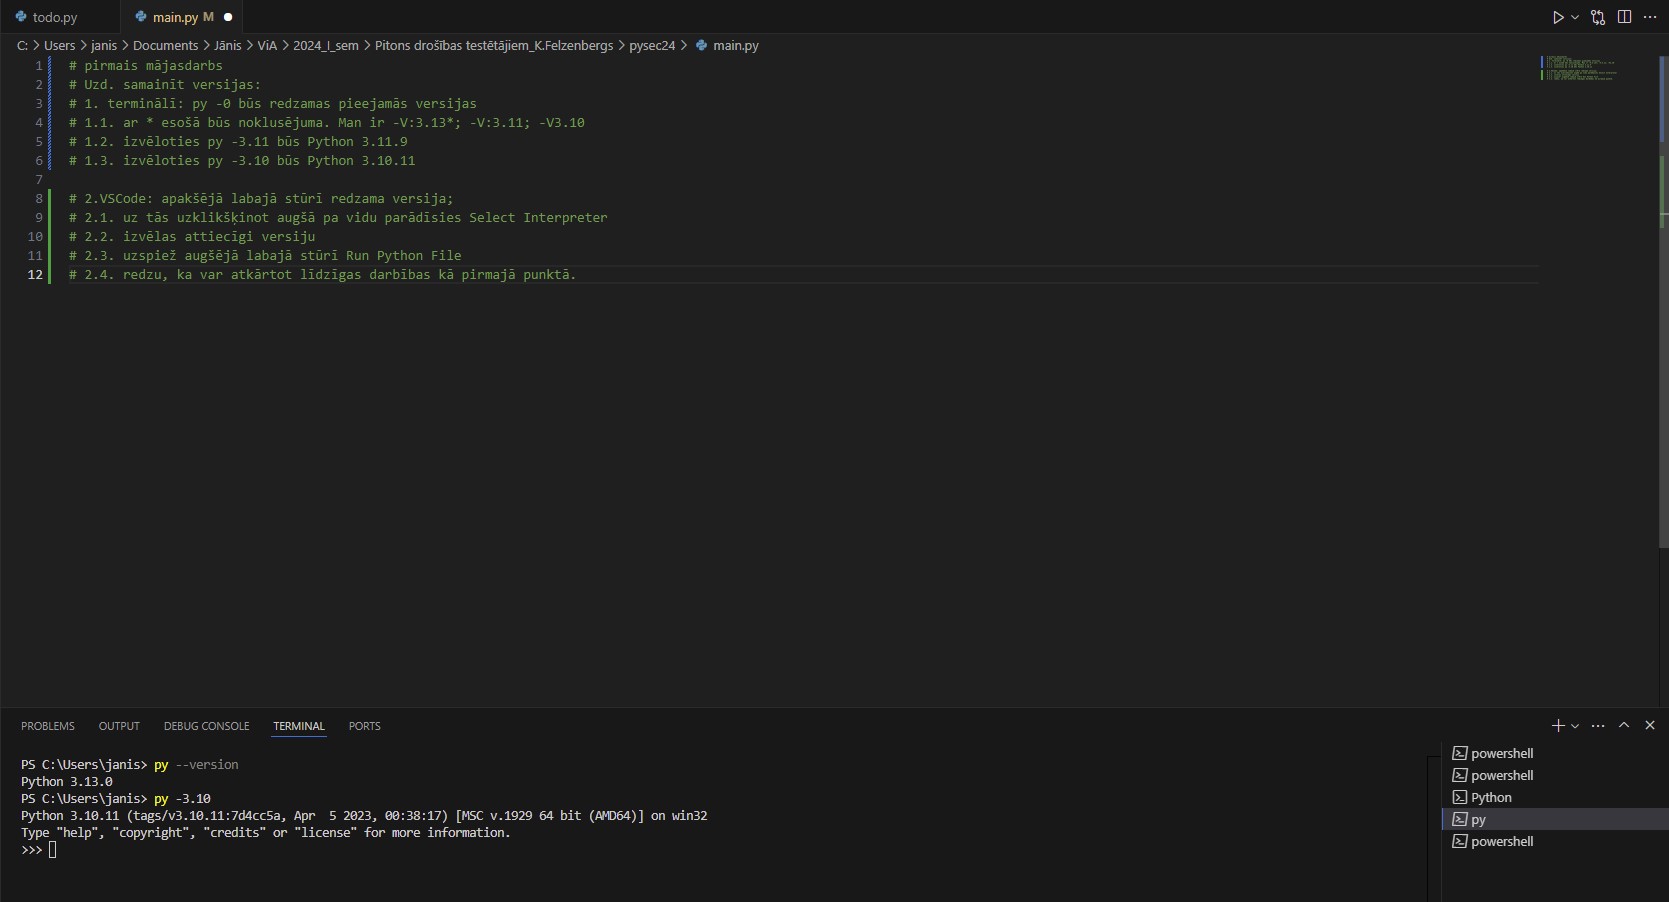 todo.py
main.py M
C: > Users > janis > Documents > Jānis > ViA > 2024_I_sem > Pitons drošības testētājiem_K.Felzenbergs > pysec24 > main.py
1 # pirmais mājasdarbs
2 # Uzd. samainīt versijas:
3 # 1. terminālī: py -0 būs redzamas pieejamās versijas
4 # 1.1. ar * esošā būs noklusējuma. Man ir -V:3.13*; -V:3.11; -V3.10
5 # 1.2. izvēloties py -3.11 būs Python 3.11.9
6 # 1.3. izvēloties py -3.10 būs Python 3.10.11
7
8 # 2.VSCode: apakšējā labajā stūrī redzama versija;
9 # 2.1. uz tās uzklikšķinot augšā pa vidu parādīsies Select Interpreter
10 # 2.2. izvēlas attiecīgi versiju
11 # 2.3. uzspiež augšējā labajā stūrī Run Python File
12 # 2.4. redzu, ka var atkārtot līdzīgas darbības kā pirmajā punktā.
PROBLEMS OUTPUT DEBUG CONSOLE TERMINAL PORTS
PS C:\Users\janis> py --version
Python 3.13.0
PS C:\Users\janis> py -3.10
Python 3.10.11 (tags/v3.10.11:7d4cc5a, Apr  5 2023, 00:38:17) [MSC v.1929 64 bit (AMD64)] on win32
Type "help", "copyright", "credits" or "license" for more information.
>>>
powershell
powershell
Python
py
powershell